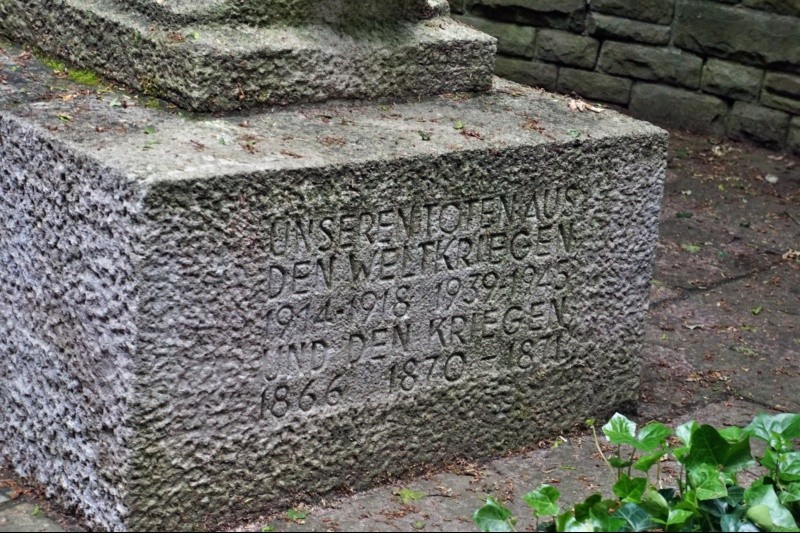 UNSEREN TOTEN AUS
DEN WELTKRIEGEN
1914-1918 1939-1945
UND DEN KRIEGEN
1866 1870-1871